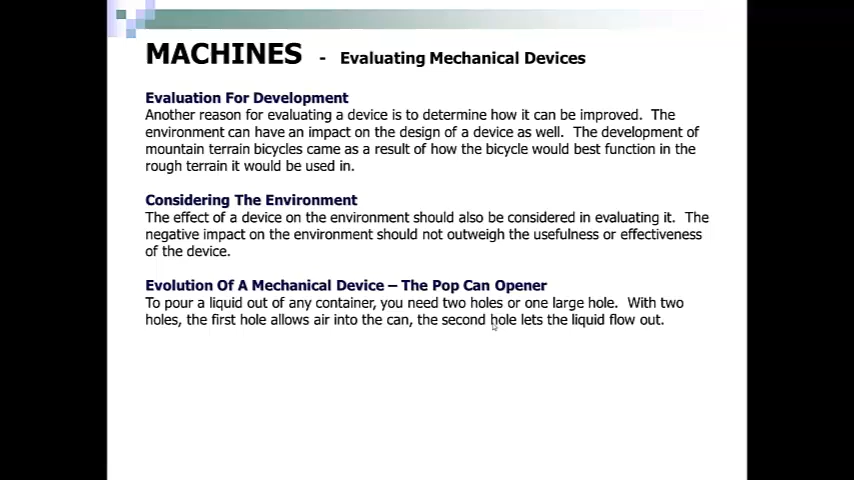 MACHINES - Evaluating Mechanical Devices
Evaluation For Development
Another reason for evaluating a device is to determine how it can be improved. The
environment can have an impact on the design of a device as well. The development of
mountain terrain bicycles came as a result of how the bicycle would best function in the
rough terrain it would be used in.
Considering The Environment
The effect of a device on the environment should also be considered in evaluating it. The
negative impact on the environment should not outweigh the usefulness or effectiveness
of the device.
Evolution Of A Mechanical Device – The Pop Can Opener
To pour a liquid out of any container, you need two holes or one large hole. With two
holes, the first hole allows air into the can, the second hole lets the liquid flow out.